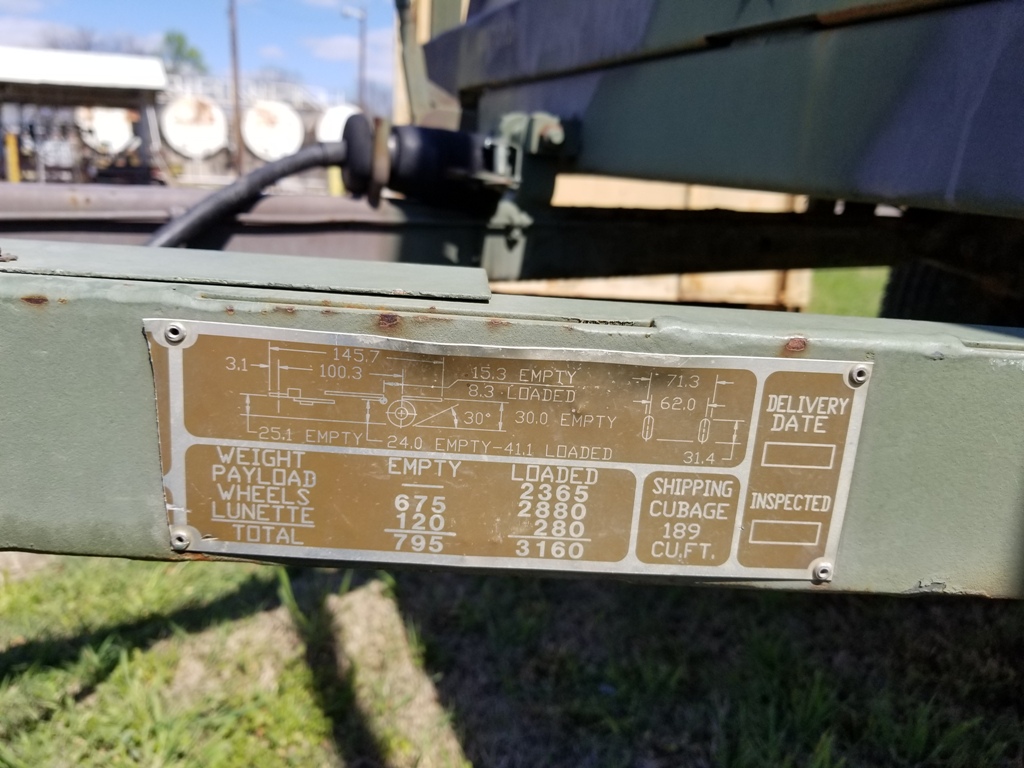 145.7
3.1 100.3 15.3 EMPTY 71.3
8.3 LOADED 62.0
30° 30.0 EMPTY
25.1 EMPTY 24.0 EMPTY-41.1 LOADED 31.4
WEIGHT EMPTY LOADED
PAYLOAD — 2365
WHEELS 675 2880
LUNETTE 120 280
TOTAL 795 3160
SHIPPING
CUBAGE
189
CU.FT.
DELIVERY
DATE
INSPECTED